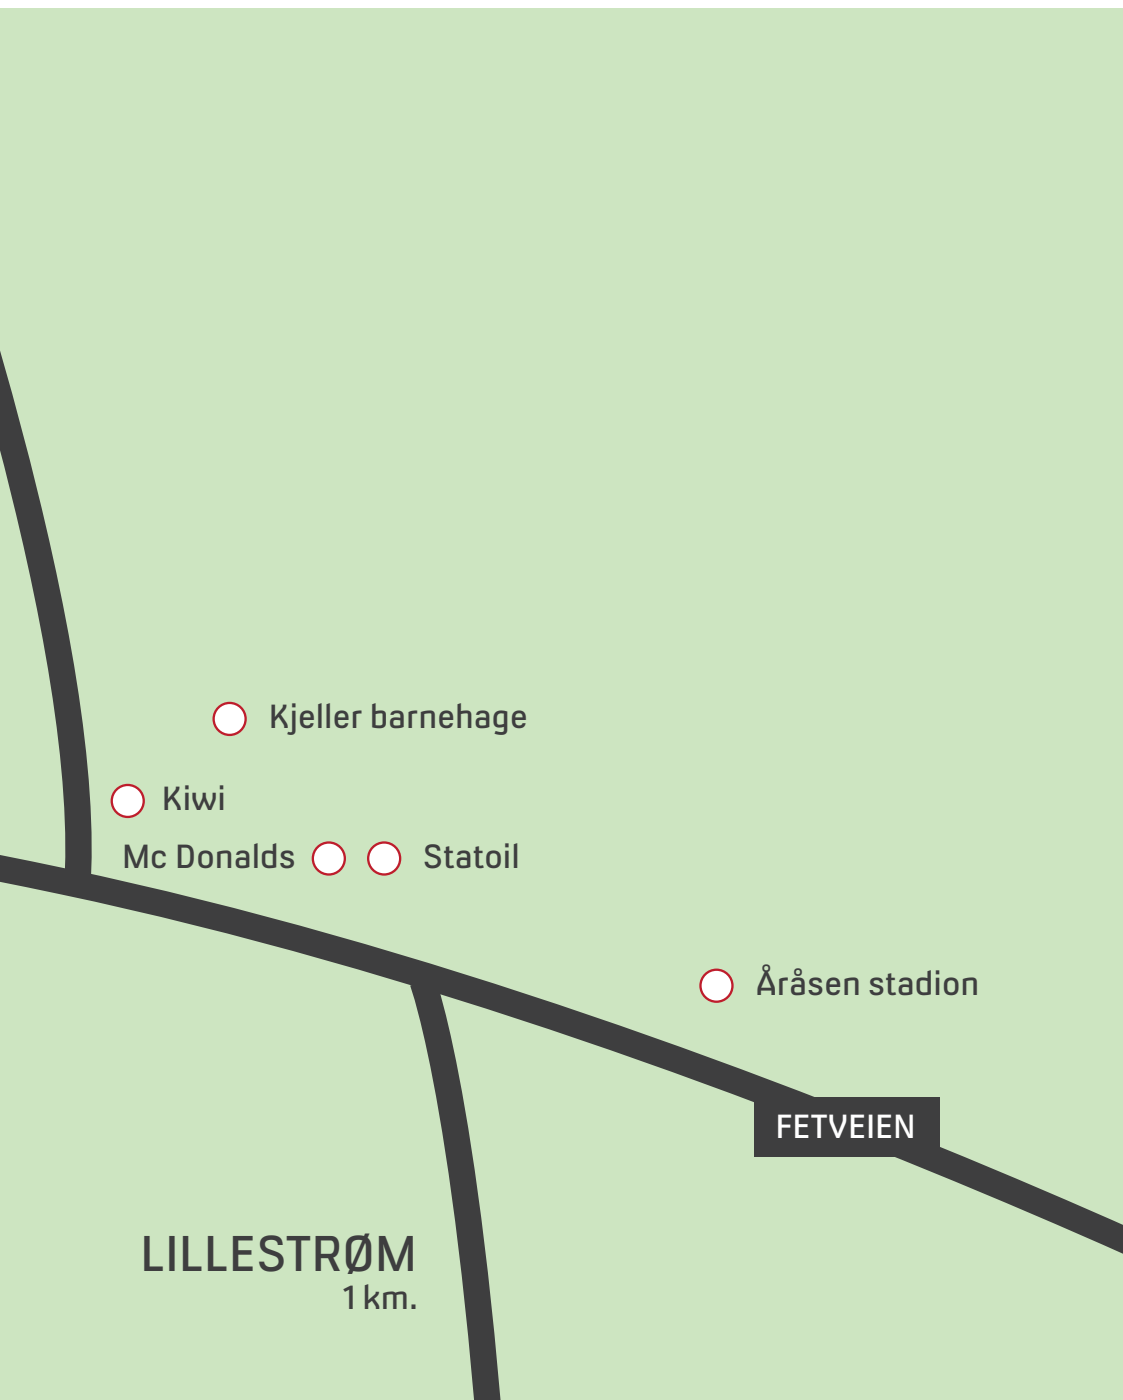 Kjeller barnehage
Kiwi
Mc Donalds
Statoil
Åråsen stadion
FETVEIEN
LILLESTRØM
1 km.